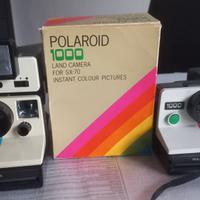 POLAROID
1000
LAND CAMERA
FOR SX-70
INSTANT COLOUR PICTURES
1000